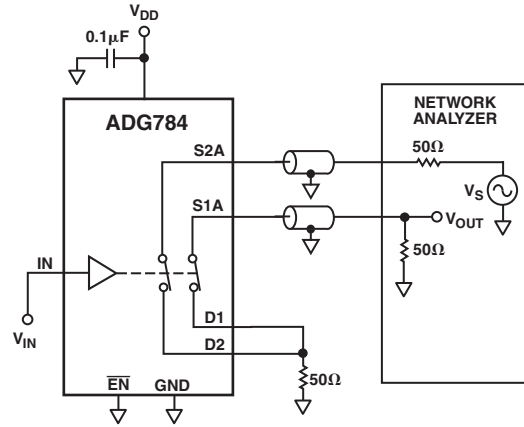 VDD
0.1μF
ADG784
NETWORK
ANALYZER
S2A
50Ω
VS
S1A
VOUT
50Ω
IN
VIN
D1
D2
50Ω
EN
GND